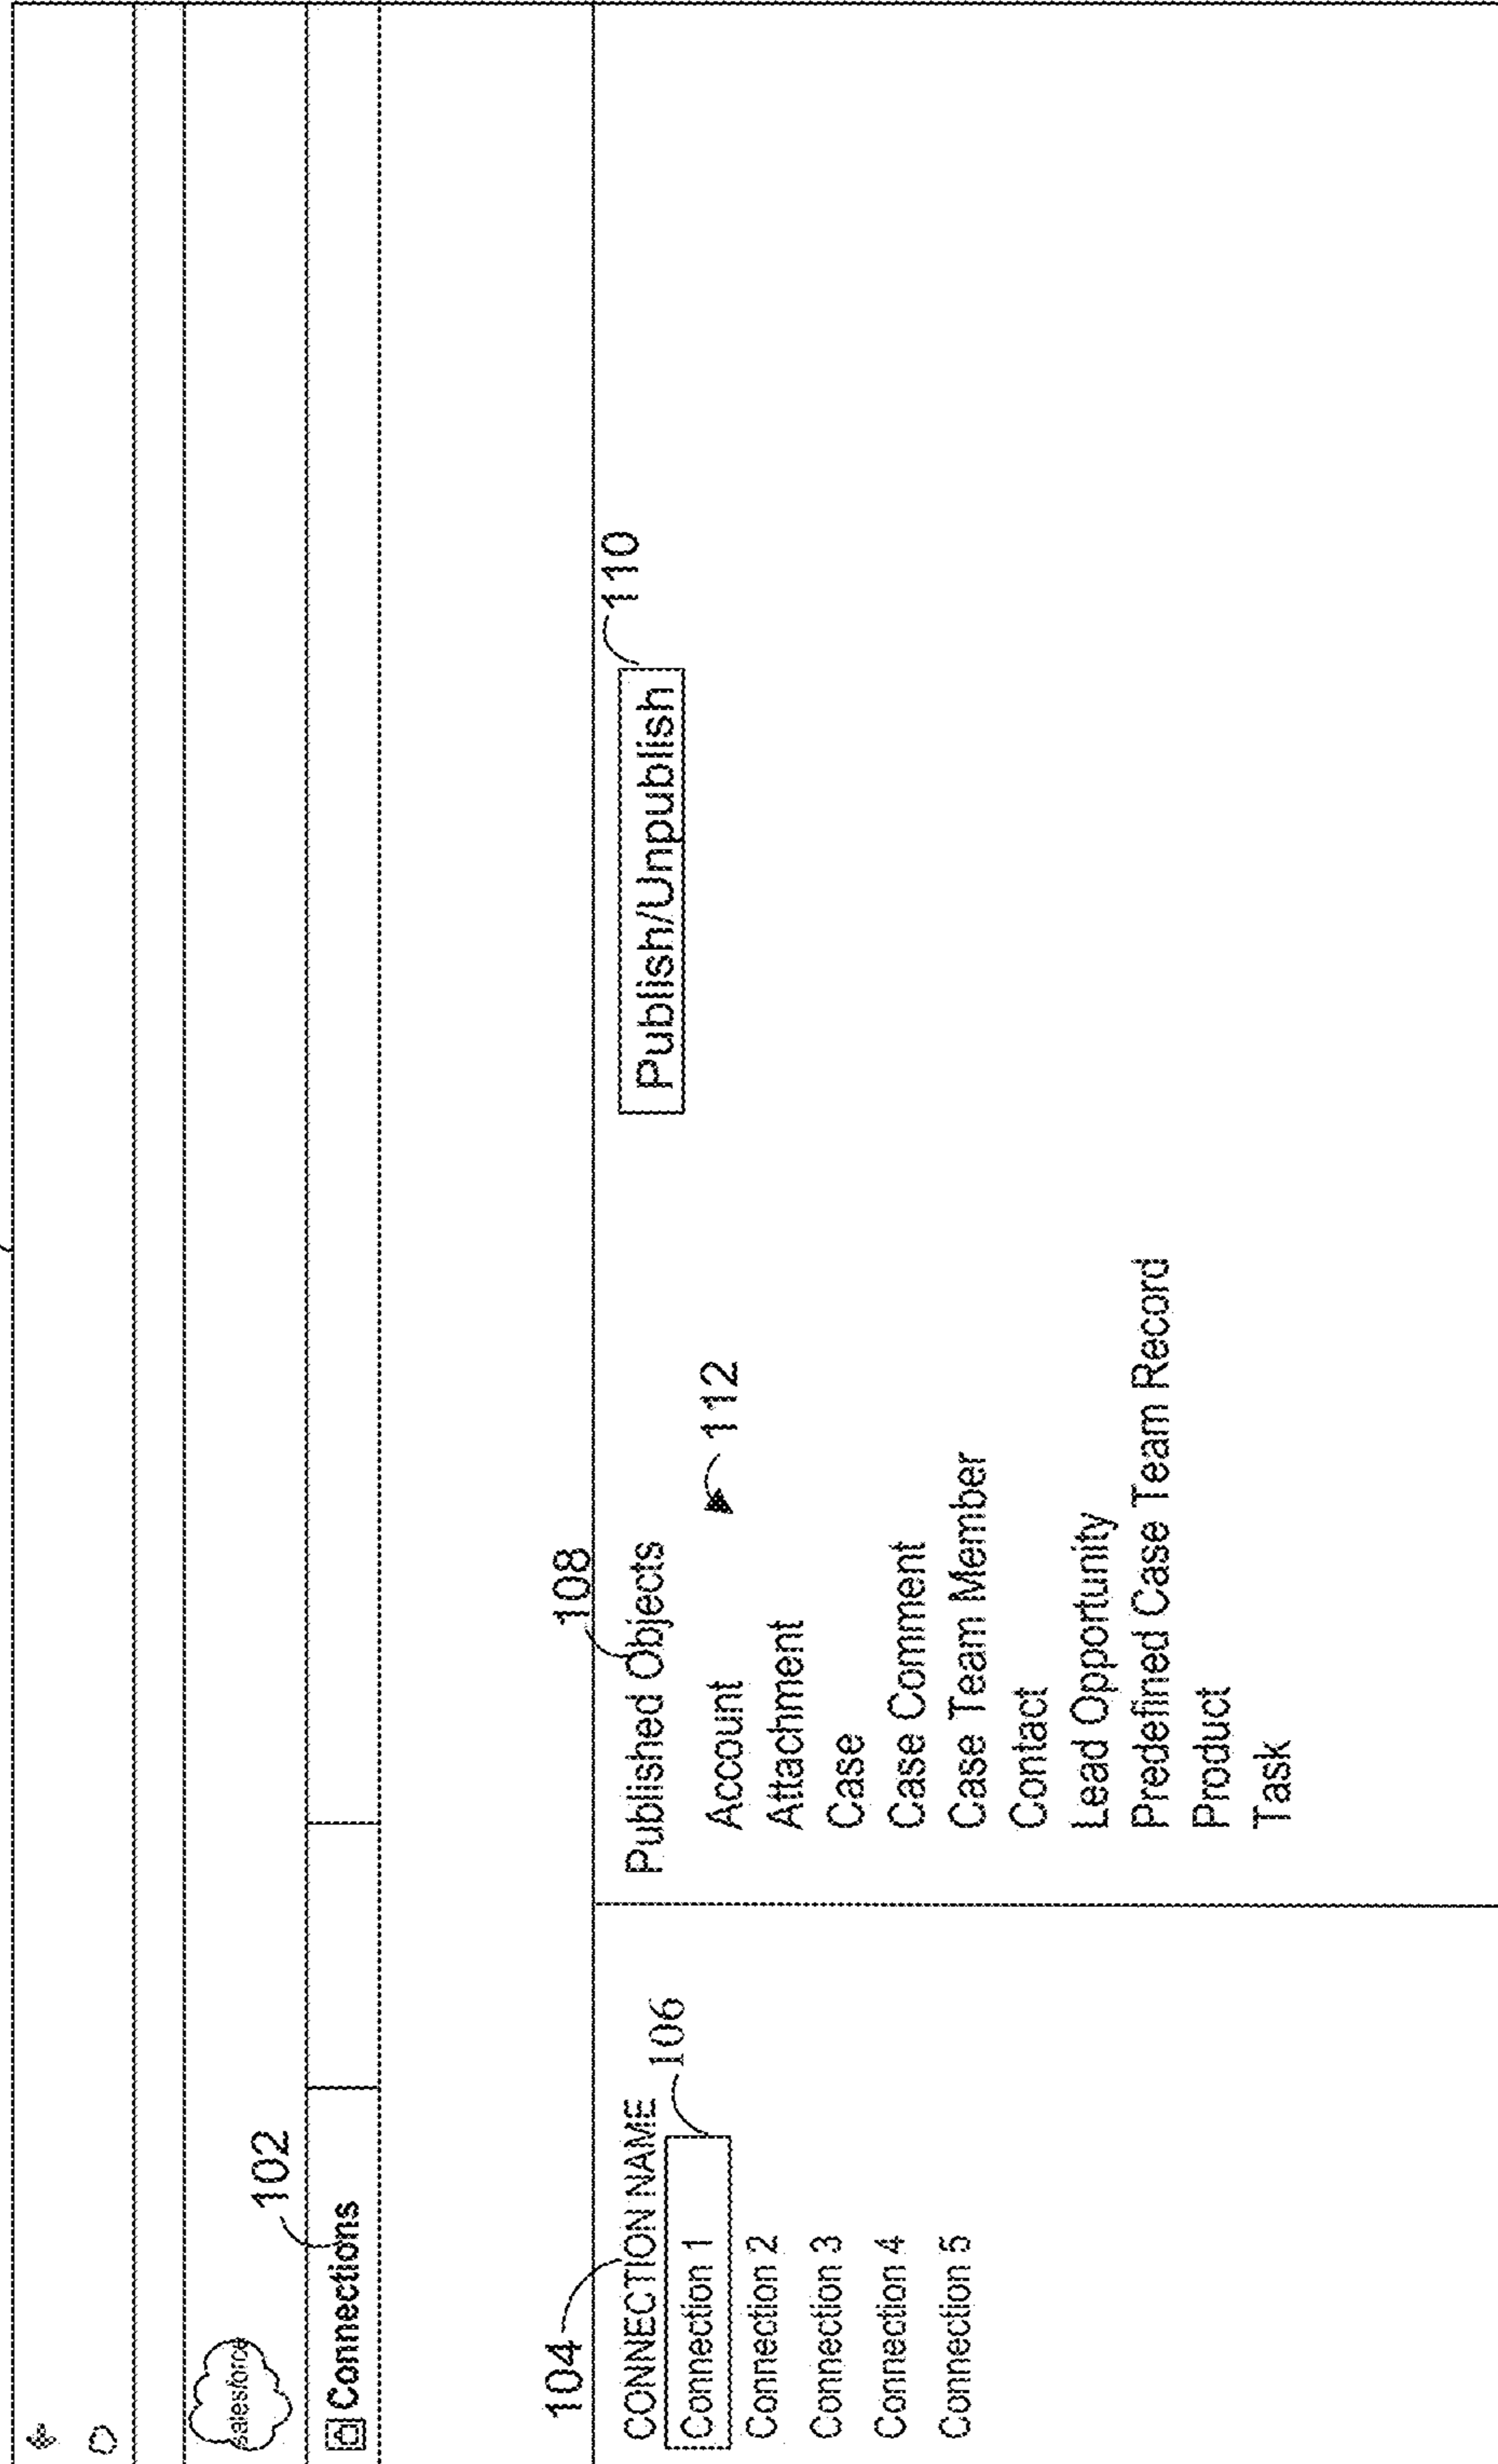 salesforce
102
Connections
104
108
110
CONNECTION NAME
106
Connection 1
Connection 2
Connection 3
Connection 4
Connection 5
Published Objects
Publish/Unpublish
112
Account
Attachment
Case
Case Comment
Case Team Member
Contact
Lead Opportunity
Predefined Case Team Record
Product
Task